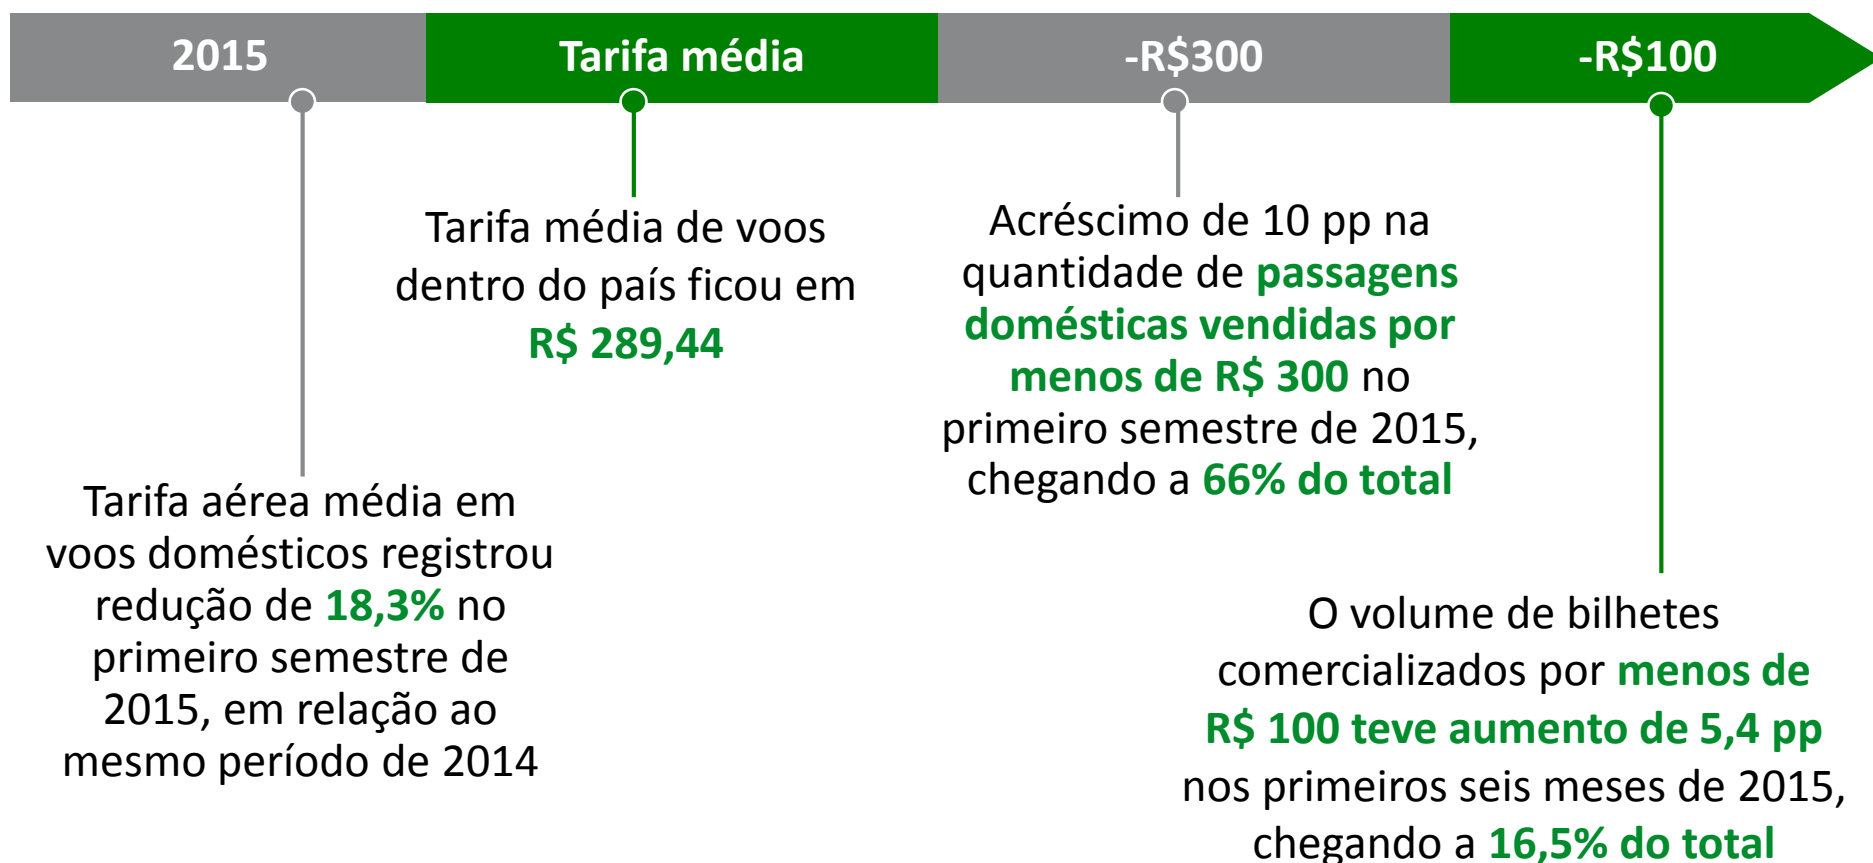 2015
Tarifa média
-R$300
-R$100
Tarifa aérea média em
voos domésticos registrou
redução de 18,3% no
primeiro semestre de
2015, em relação ao
mesmo período de 2014
Tarifa média de voos
dentro do país ficou em
R$ 289,44
Acréscimo de 10 pp na
quantidade de passagens
domésticas vendidas por
menos de R$ 300 no
primeiro semestre de 2015,
chegando a 66% do total
O volume de bilhetes
comercializados por menos de
R$ 100 teve aumento de 5,4 pp
nos primeiros seis meses de 2015,
chegando a 16,5% do total